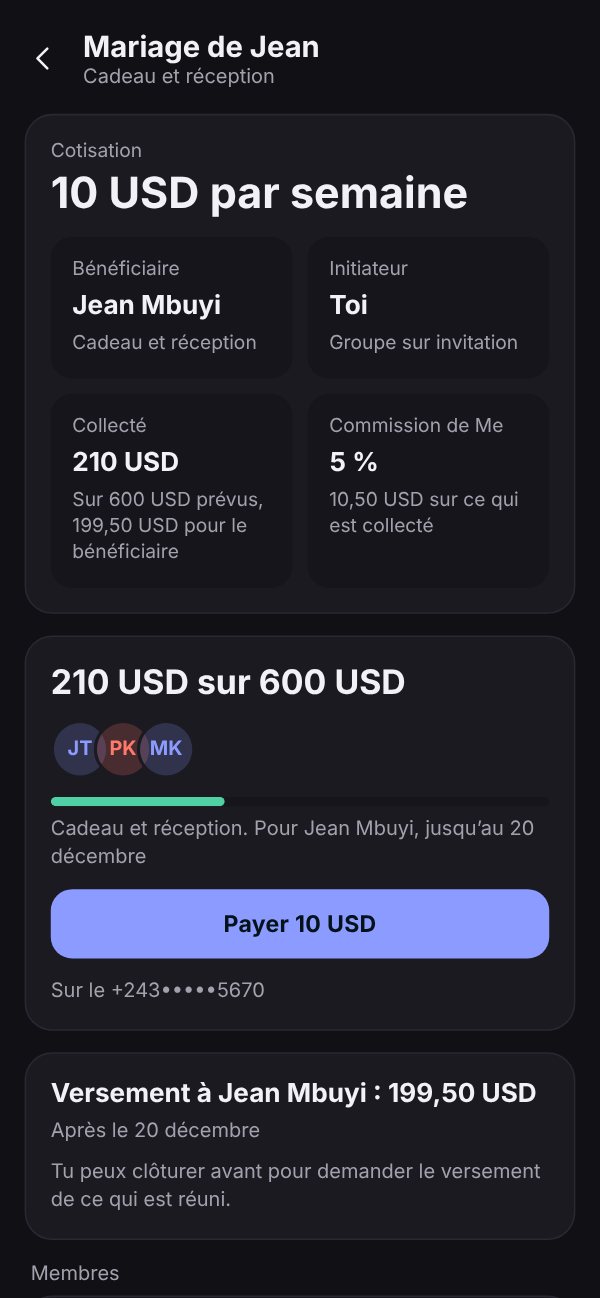 Mariage de Jean
Cadeau et réception
Cotisation
10 USD par semaine
Bénéficiaire
Jean Mbuyi
Cadeau et réception
Initiateur
Toi
Groupe sur invitation
Collecté
210 USD
Sur 600 USD prévus,
199,50 USD pour le
bénéficiaire
Commission de Me
5 %
10,50 USD sur ce qui
est collecté
210 USD sur 600 USD
JT PK MK
Cadeau et réception. Pour Jean Mbuyi, jusqu’au 20
décembre
Payer 10 USD
Sur le +243•••••5670
Versement à Jean Mbuyi : 199,50 USD
Après le 20 décembre
Tu peux clôturer avant pour demander le versement
de ce qui est réuni.
Membres